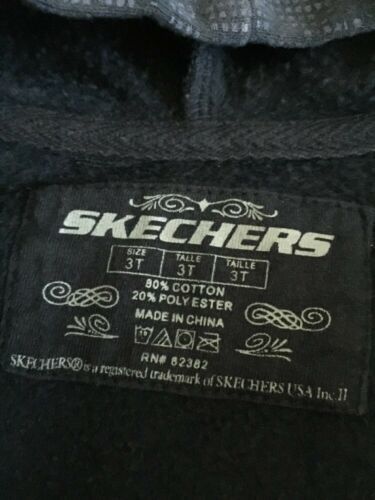 SKECHERS
SIZE TALLE TAILLE
3T 3T 3T
80% COTTON
20% POLYESTER
MADE IN CHINA
RN# 82382
SKECHERS® is a registered trademark of SKECHERS USA Inc.II